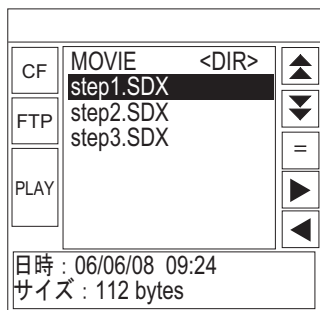 CF
FTP
PLAY
MOVIE <DIR>
step1.SDX
step2.SDX
step3.SDX
=
日時：06/06/08 09:24
サイズ：112 bytes